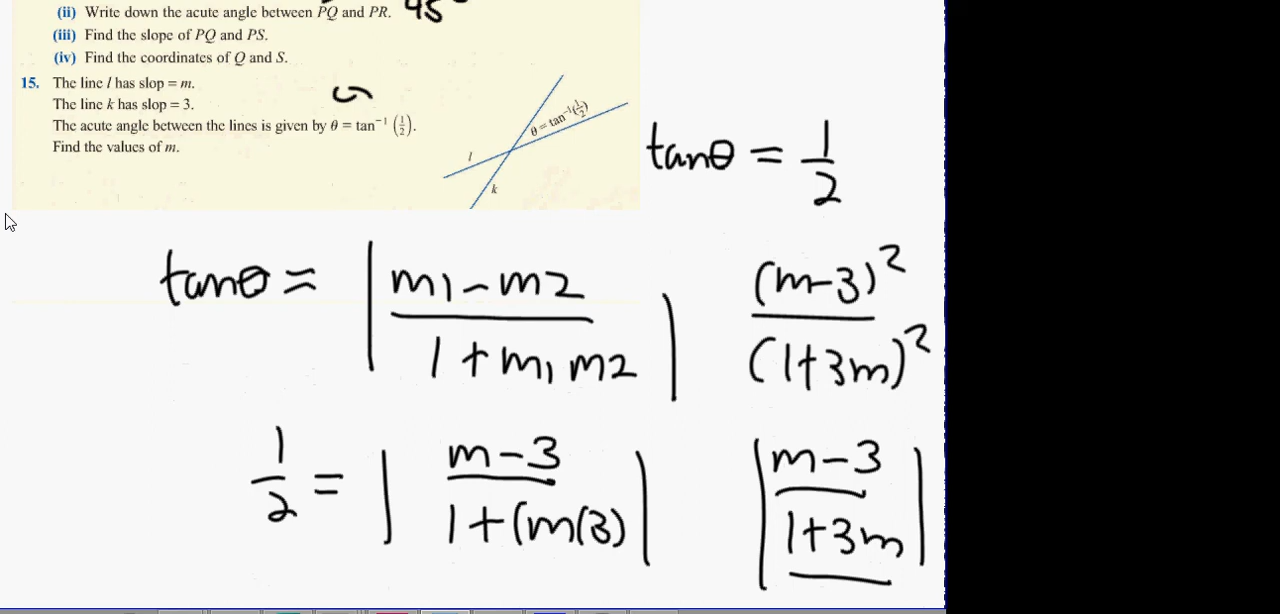 (ii) Write down the acute angle between PQ and PR. 45
(iii) Find the slope of PQ and PS.
(iv) Find the coordinates of Q and S.
15. The line l has slop = m.
The line k has slop = 3.
The acute angle between the lines is given by θ = tan⁻¹ (1/2).
Find the values of m.
θ = tan⁻¹(1/2)
l
k
tanθ = 1/2
tanθ = | m1 - m2 / 1 + m1 m2 |
(m-3)² / (1+3m)²
1/2 = | m-3 / 1+(m(3) |
| m-3 / 1+3m |